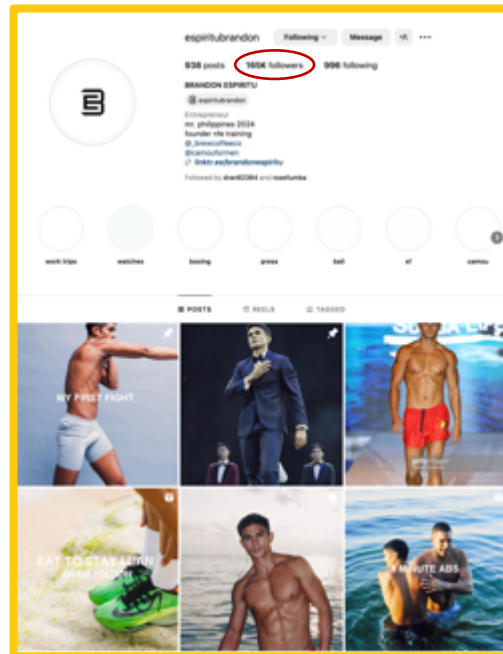 espiritubrandon Following Message
938 posts 165K followers 996 following
BRANDON ESPIRITU
espiritubrandon
Entrepreneur
mr. philippines 2024
founder nfe training
@_brewcoffeeco
@camouformen
linktr.ee/brandonespiritu
Followed by dran82384 and
work trips watches boxing press ball camou
POSTS REELS TAGGED
MY FIRST FIGHT
EAT TO STAY LEAN
MINUTE ABS